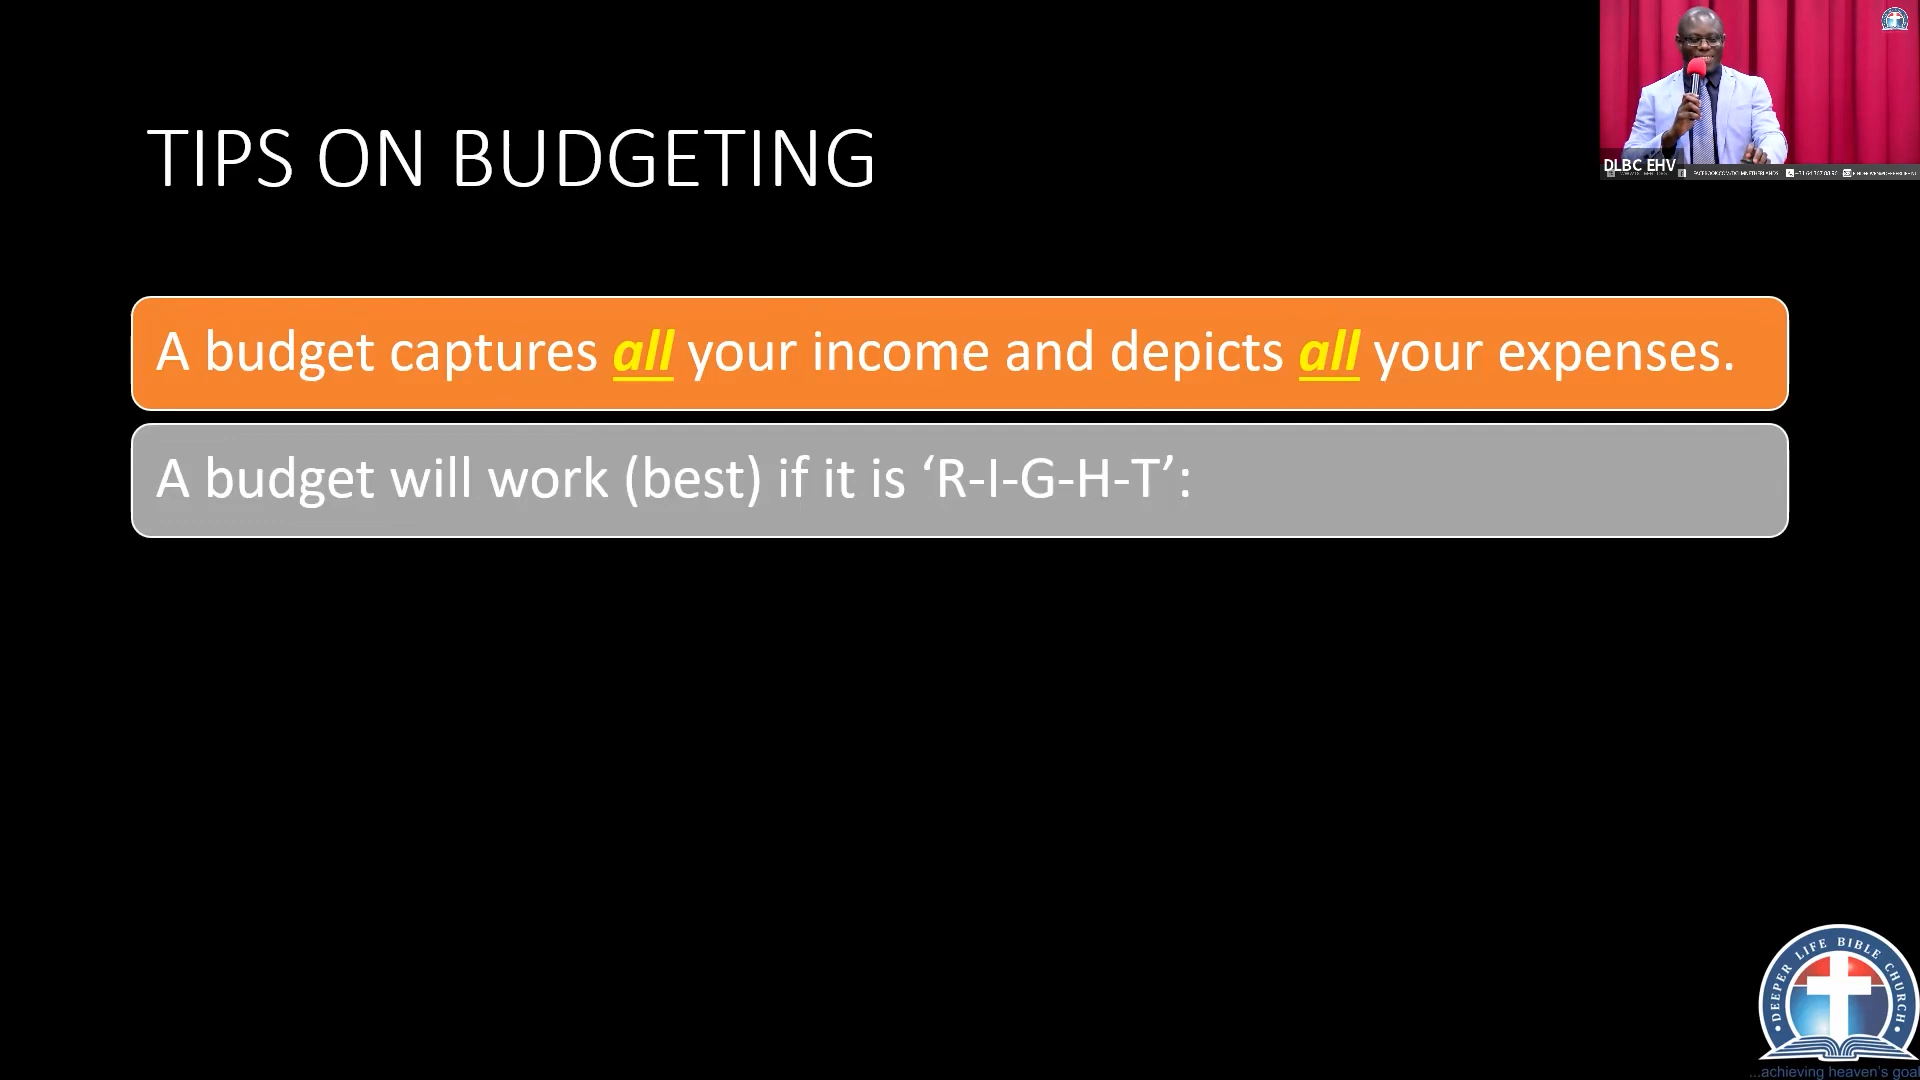 TIPS ON BUDGETING
DLBC EHV
A budget captures all your income and depicts all your expenses.
A budget will work (best) if it is ‘R-I-G-H-T’:
DEEPER LIFE BIBLE CHURCH
...achieving heaven's goal